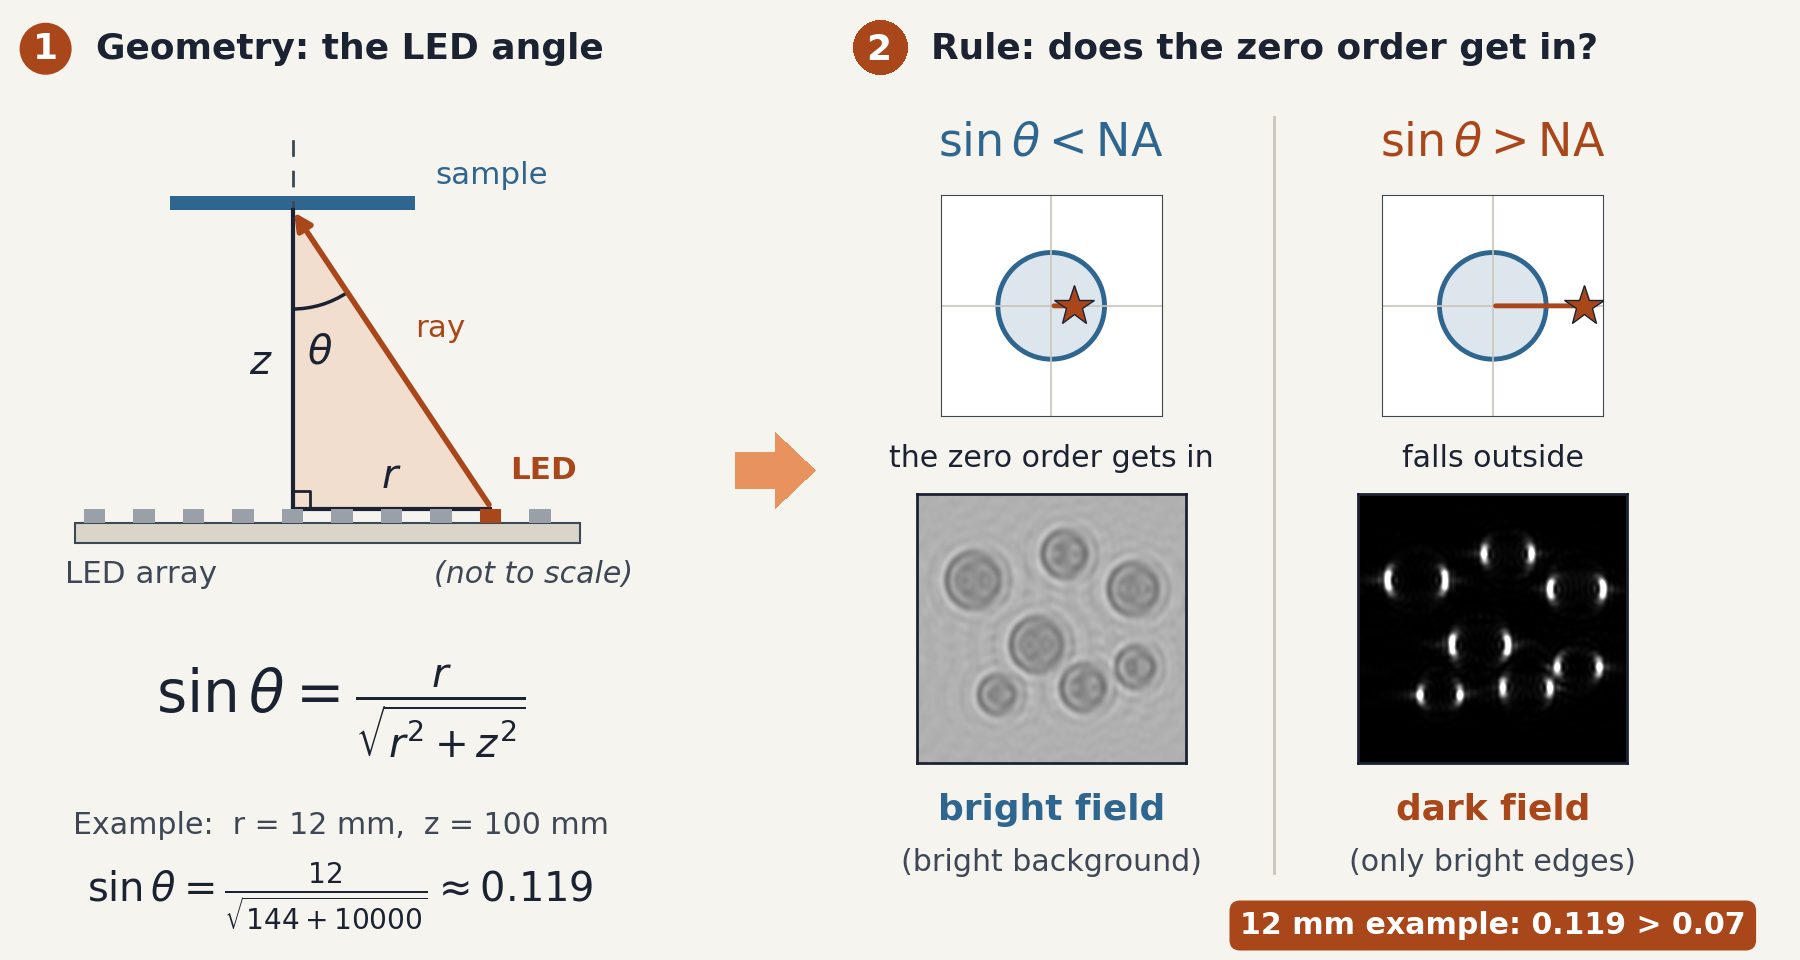 1 Geometry: the LED angle
sample
ray
z
θ
r
LED
LED array
(not to scale)
sin θ = r / √(r² + z²)
Example: r = 12 mm, z = 100 mm
sin θ = 12 / √(144 + 10000) ≈ 0.119
2 Rule: does the zero order get in?
sin θ < NA
the zero order gets in
bright field
(bright background)
sin θ > NA
falls outside
dark field
(only bright edges)
12 mm example: 0.119 > 0.07